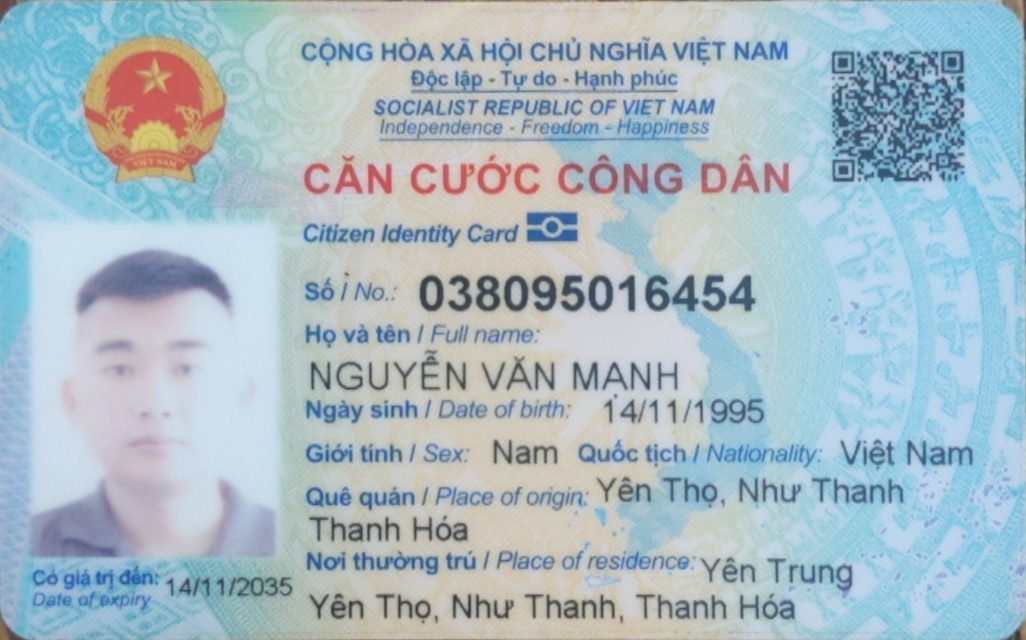 CỘNG HÒA XÃ HỘI CHỦ NGHĨA VIỆT NAM
Độc lập - Tự do - Hạnh phúc
SOCIALIST REPUBLIC OF VIET NAM
Independence - Freedom - Happiness
VIỆT NAM
CĂN CƯỚC CÔNG DÂN
Citizen Identity Card
Số / No.: 038095016454
Họ và tên / Full name:
NGUYỄN VĂN MẠNH
Ngày sinh / Date of birth: 14/11/1995
Giới tính / Sex: Nam Quốc tịch / Nationality: Việt Nam
Quê quán / Place of origin: Yên Thọ, Như Thanh
Thanh Hóa
Nơi thường trú / Place of residence: Yên Trung
Yên Thọ, Như Thanh, Thanh Hóa
Có giá trị đến: 14/11/2035
Date of expiry